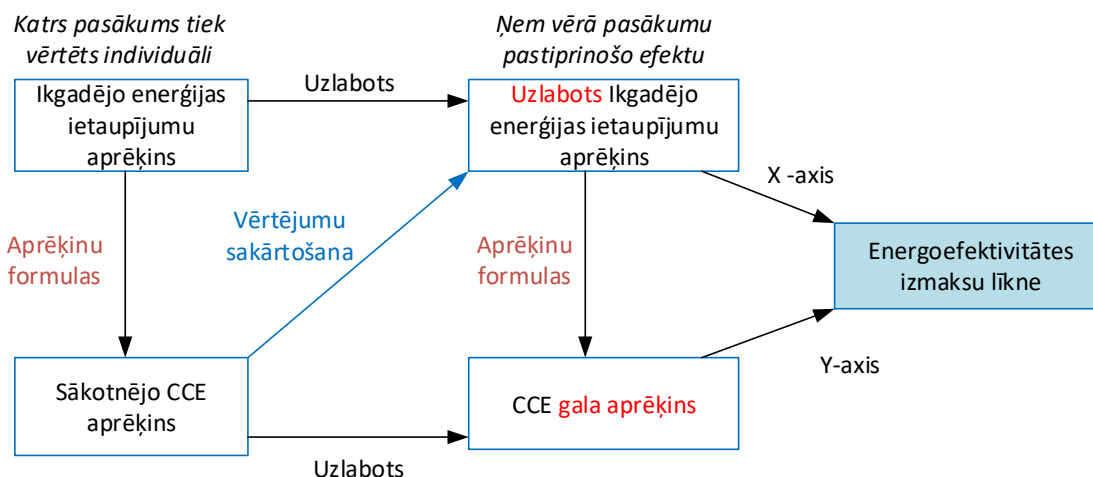 Katrs pasākums tiek
vērtēts individuāli
Ņem vērā pasākumu
pastiprinošo efektu
Ikgadējo enerģijas
ietaupījumu
aprēķins
Uzlabots
Uzlabots Ikgadējo
enerģijas ietaupījumu
aprēķins
X -axis
Vērtējumu
sakārtošana
Aprēķinu
formulas
Aprēķinu
formulas
Energoefektivitātes
izmaksu līkne
Sākotnējo CCE
aprēķins
CCE gala aprēķins
Y-axis
Uzlabots